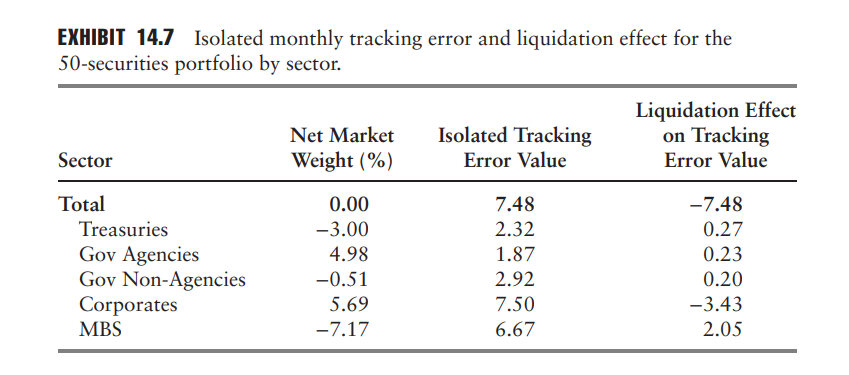 EXHIBIT 14.7 Isolated monthly tracking error and liquidation effect for the
50-securities portfolio by sector.
Liquidation Effect
Net Market Isolated Tracking on Tracking
Sector Weight (%) Error Value Error Value
Total 0.00 7.48 –7.48
Treasuries –3.00 2.32 0.27
Gov Agencies 4.98 1.87 0.23
Gov Non-Agencies –0.51 2.92 0.20
Corporates 5.69 7.50 –3.43
MBS –7.17 6.67 2.05